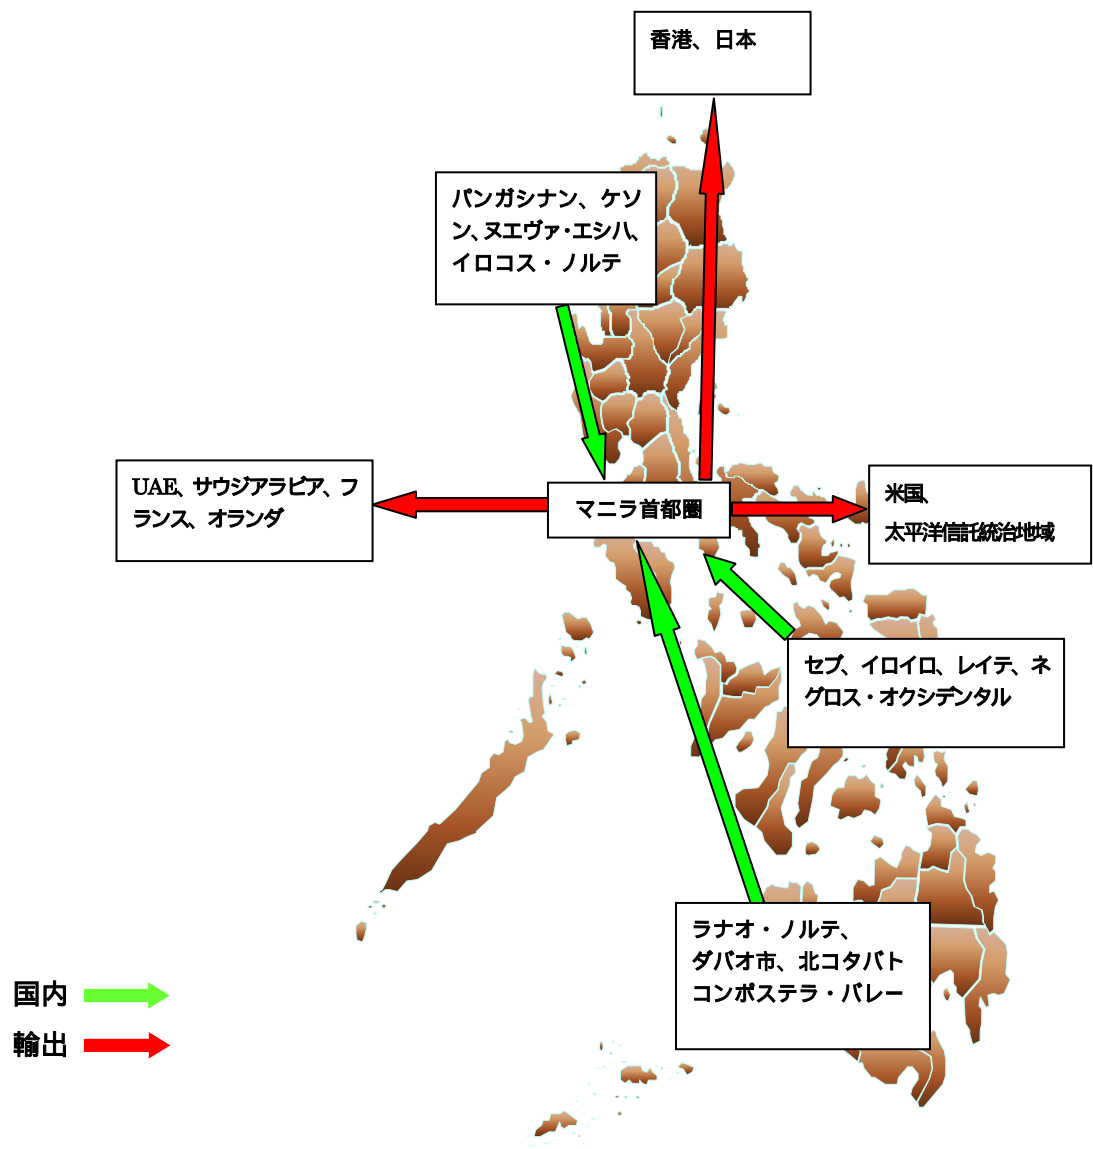 香港、日本
パンガシナン、ケソ
ン、ヌエヴァ・エシハ、
イロコス・ノルテ
UAE、サウジアラビア、フ
ランス、オランダ
マニラ首都圏
米国、
太平洋信託統治地域
セブ、イロイロ、レイテ、ネ
グロス・オクシデンタル
ラナオ・ノルテ、
ダバオ市、北コタバト
コンポステラ・バレー
国内
輸出